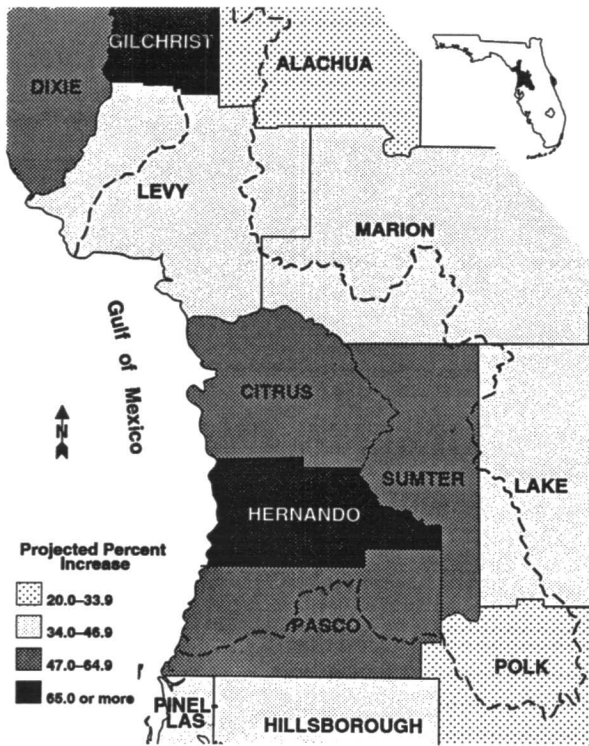 GILCHRIST
ALACHUA
DIXIE
LEVY
MARION
Gulf of Mexico
CITRUS
N
SUMTER
LAKE
HERNANDO
Projected Percent
Increase
20.0–33.9
34.0–46.9
47.0–64.9
65.0 or more
PASCO
POLK
PINEL-
LAS
HILLSBOROUGH